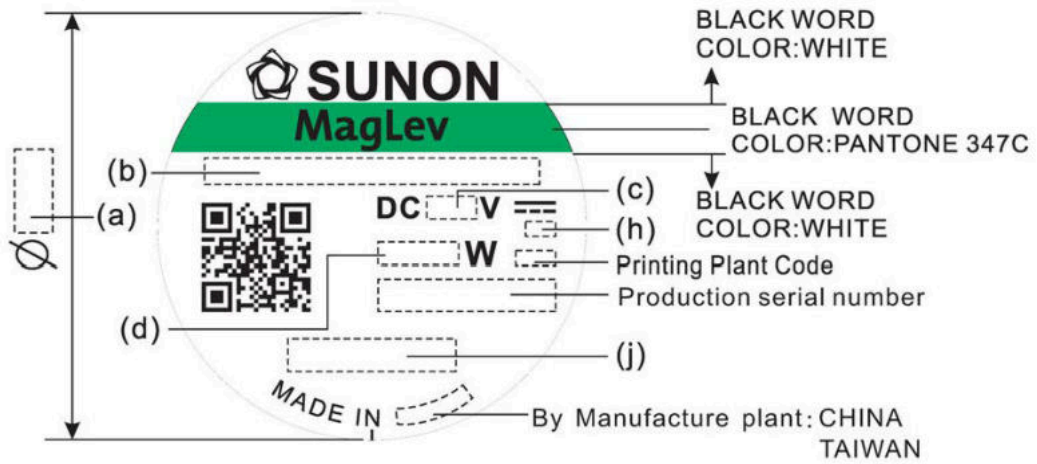 BLACK WORD
COLOR:WHITE
SUNON
MagLev
BLACK WORD
COLOR:PANTONE 347C
(b)
(c)
(a)
DC V
BLACK WORD
COLOR:WHITE
(h)
Ø
W
Printing Plant Code
Production serial number
(d)
(j)
MADE IN
By Manufacture plant: CHINA
TAIWAN